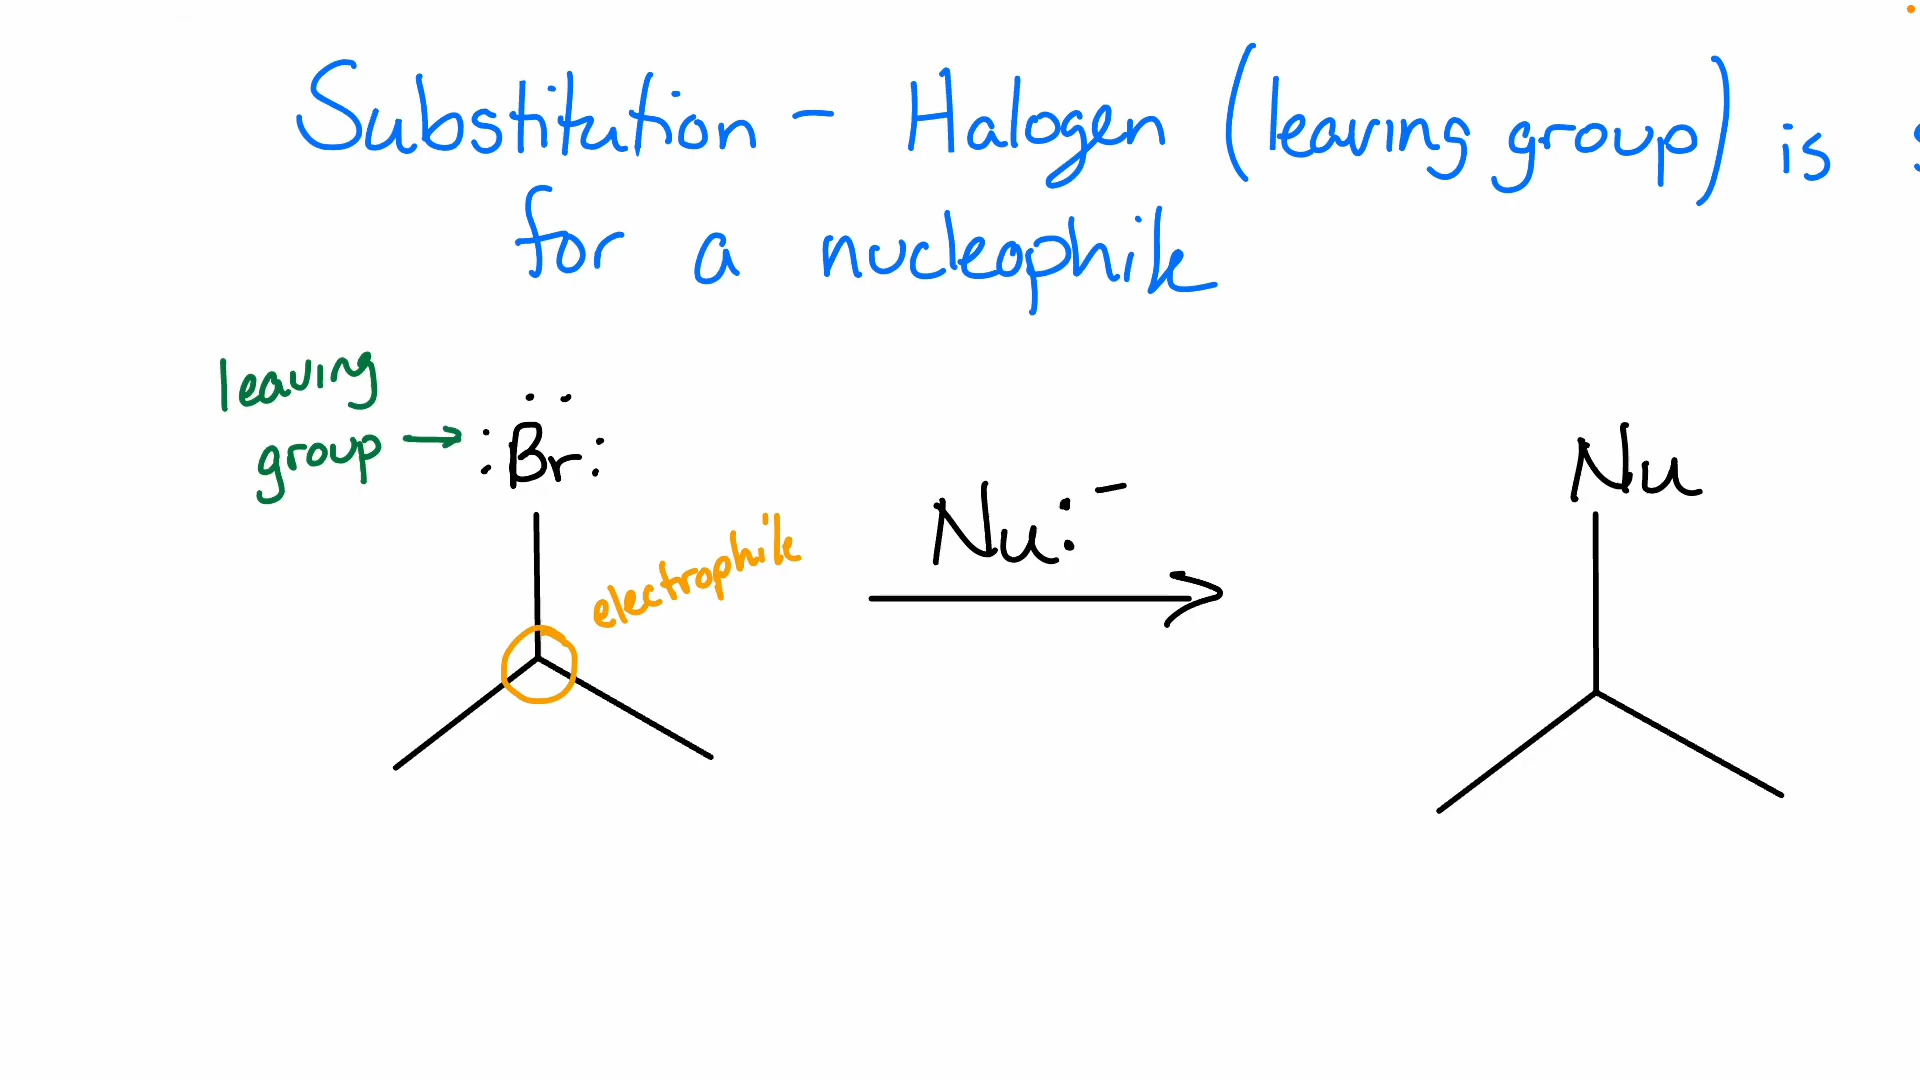 Substitution - Halogen (leaving group) is
for a nucleophile
leaving
group →
:Br:
electrophile
Nu:⁻
Nu